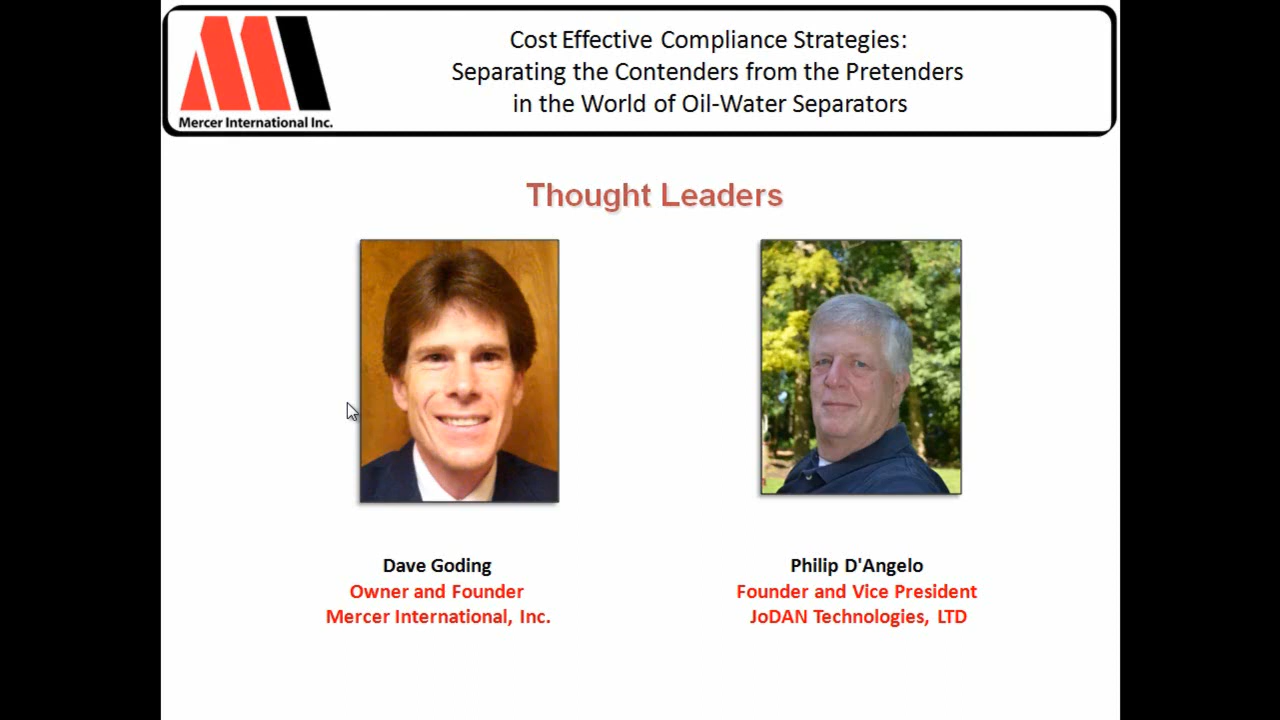 Mercer International Inc.
Cost Effective Compliance Strategies:
Separating the Contenders from the Pretenders
in the World of Oil-Water Separators
Thought Leaders
Dave Goding
Owner and Founder
Mercer International, Inc.
Philip D'Angelo
Founder and Vice President
JoDAN Technologies, LTD